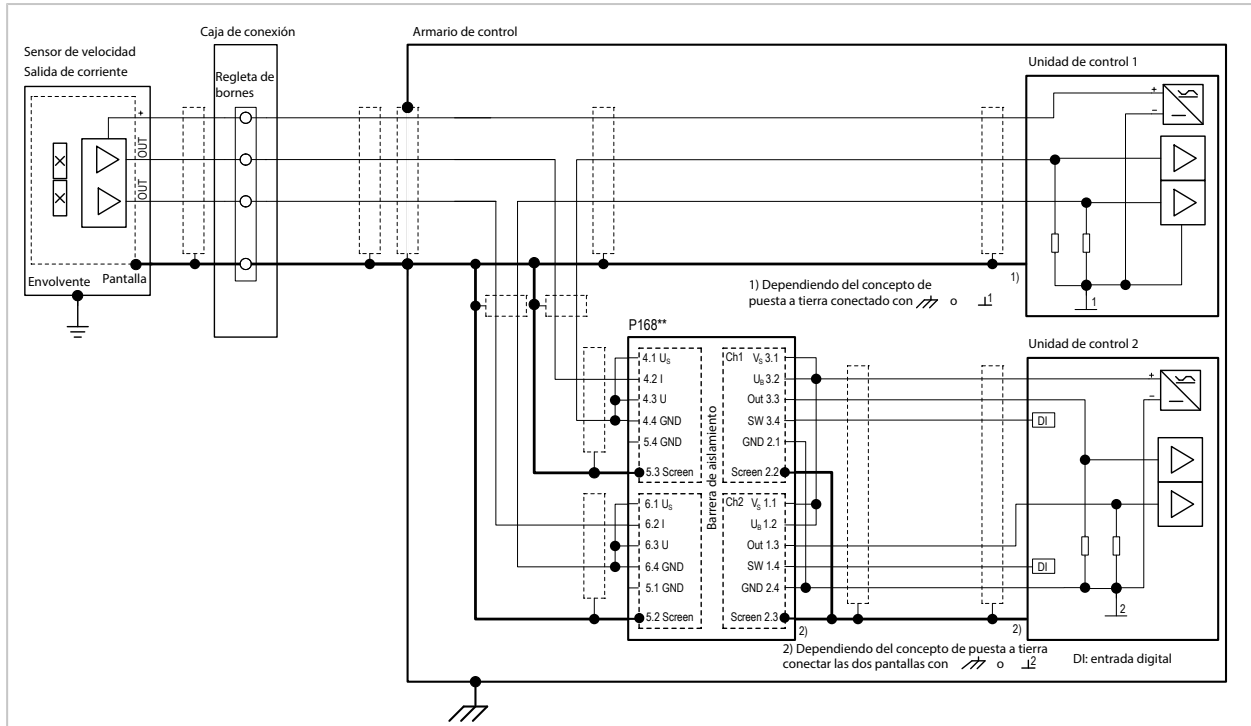 Sensor de velocidad
Salida de corriente
Caja de conexión
Regleta de
bornes
Armario de control
Unidad de control 1
+
OUT
OUT
Envolvente
Pantalla
+
−
1
1)
1) Dependiendo del concepto de
puesta a tierra conectado con o 1
P168**
Barrera de aislamiento
4.1 US
4.2 I
4.3 U
4.4 GND
5.4 GND
5.3 Screen
6.1 US
6.2 I
6.3 U
6.4 GND
5.1 GND
5.2 Screen
Ch1 VS 3.1
UB 3.2
Out 3.3
SW 3.4
GND 2.1
Screen 2.2
Ch2 VS 1.1
UB 1.2
Out 1.3
SW 1.4
GND 2.4
Screen 2.3
2)
Unidad de control 2
+
−
DI
DI
2
2)
2) Dependiendo del concepto de puesta a tierra
conectar las dos pantallas con o 2
DI: entrada digital